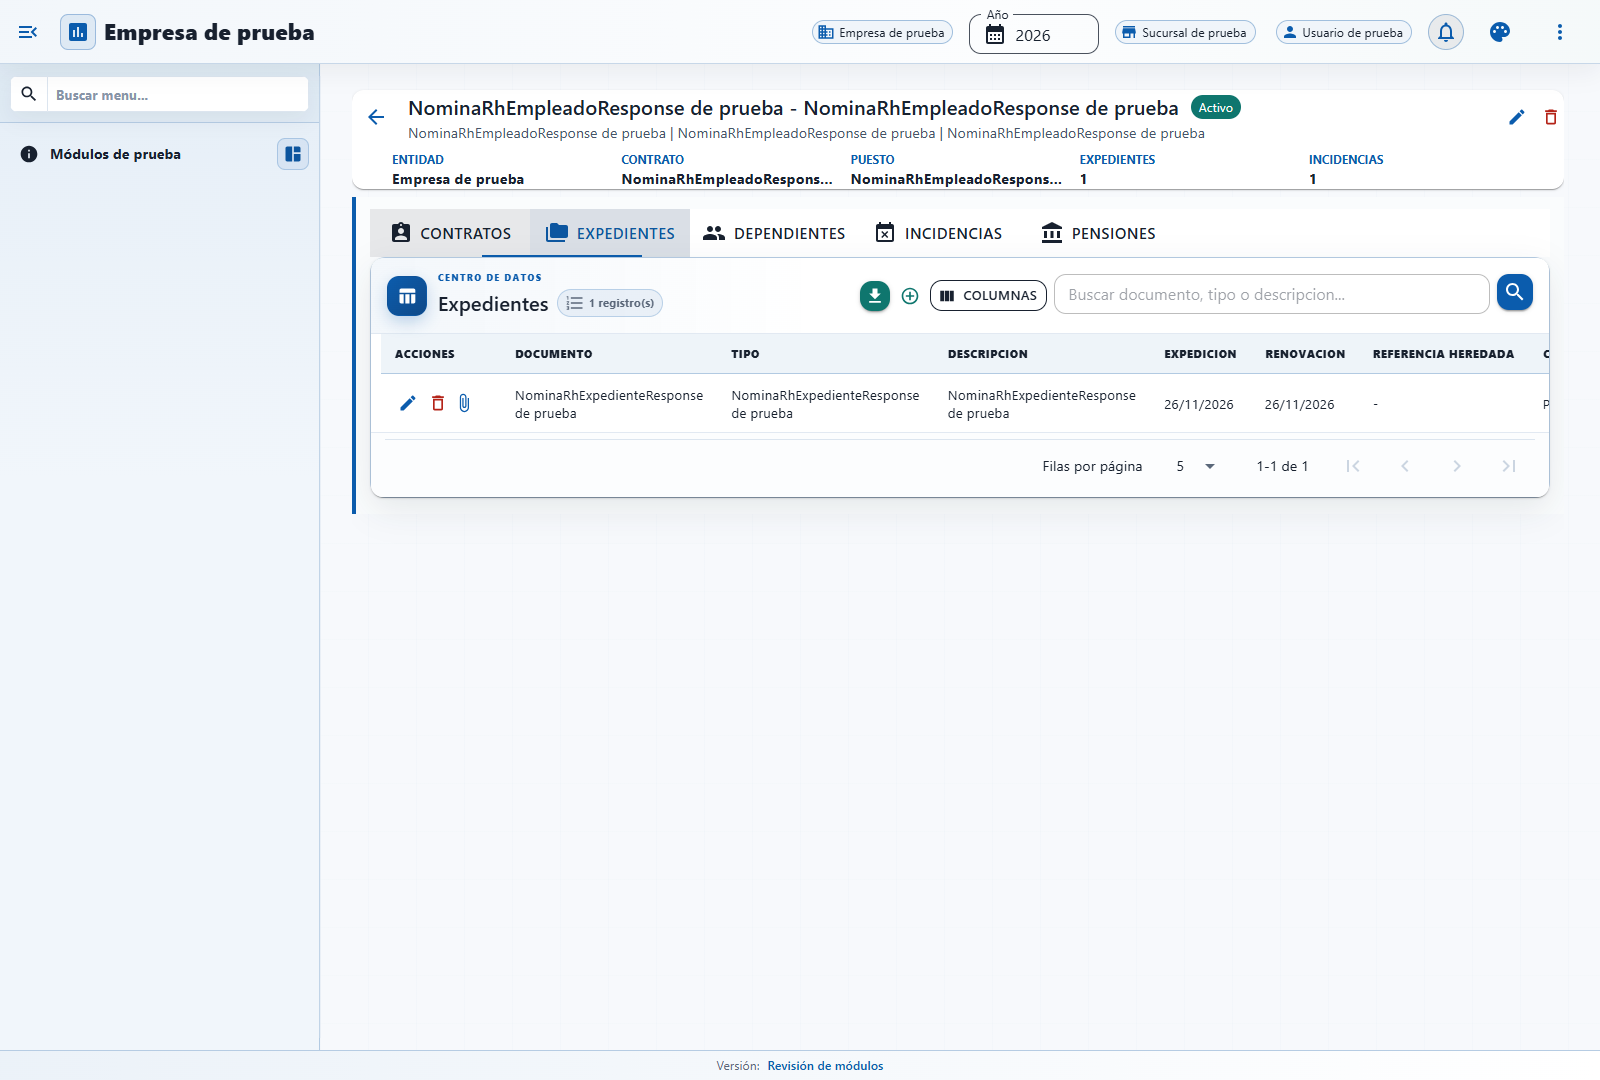 Empresa de prueba
Empresa de prueba
Año
2026
Sucursal de prueba
Usuario de prueba
Buscar menu...
Módulos de prueba
NominaRhEmpleadoResponse de prueba - NominaRhEmpleadoResponse de prueba
Activo
NominaRhEmpleadoResponse de prueba | NominaRhEmpleadoResponse de prueba | NominaRhEmpleadoResponse de prueba
ENTIDAD CONTRATO PUESTO EXPEDIENTES INCIDENCIAS
Empresa de prueba NominaRhEmpleadoRespons... NominaRhEmpleadoRespons... 1 1
CONTRATOS EXPEDIENTES DEPENDIENTES INCIDENCIAS PENSIONES
CENTRO DE DATOS
Expedientes 1 registro(s)
COLUMNAS
Buscar documento, tipo o descripcion...
ACCIONES DOCUMENTO TIPO DESCRIPCION EXPEDICION RENOVACION REFERENCIA HEREDADA
NominaRhExpedienteResponse NominaRhExpedienteResponse NominaRhExpedienteResponse
de prueba de prueba de prueba
26/11/2026 26/11/2026 - P
Filas por página 5 1-1 de 1
Versión: Revisión de módulos